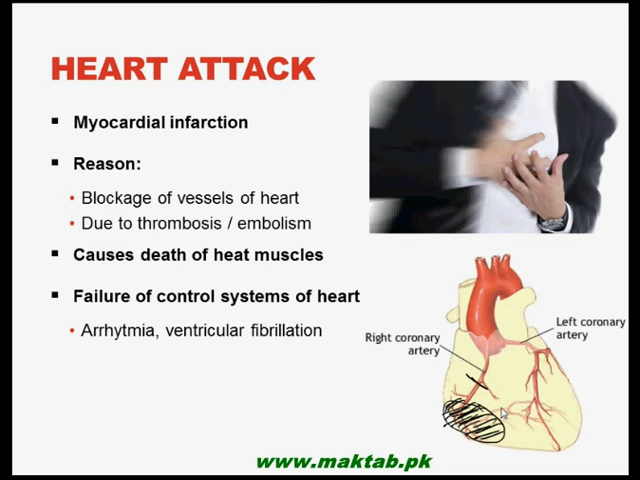 HEART ATTACK
Myocardial infarction
Reason:
Blockage of vessels of heart
Due to thrombosis / embolism
Causes death of heat muscles
Failure of control systems of heart
Arrhytmia, ventricular fibrillation
Right coronary
artery
Left coronary
artery
www.maktab.pk